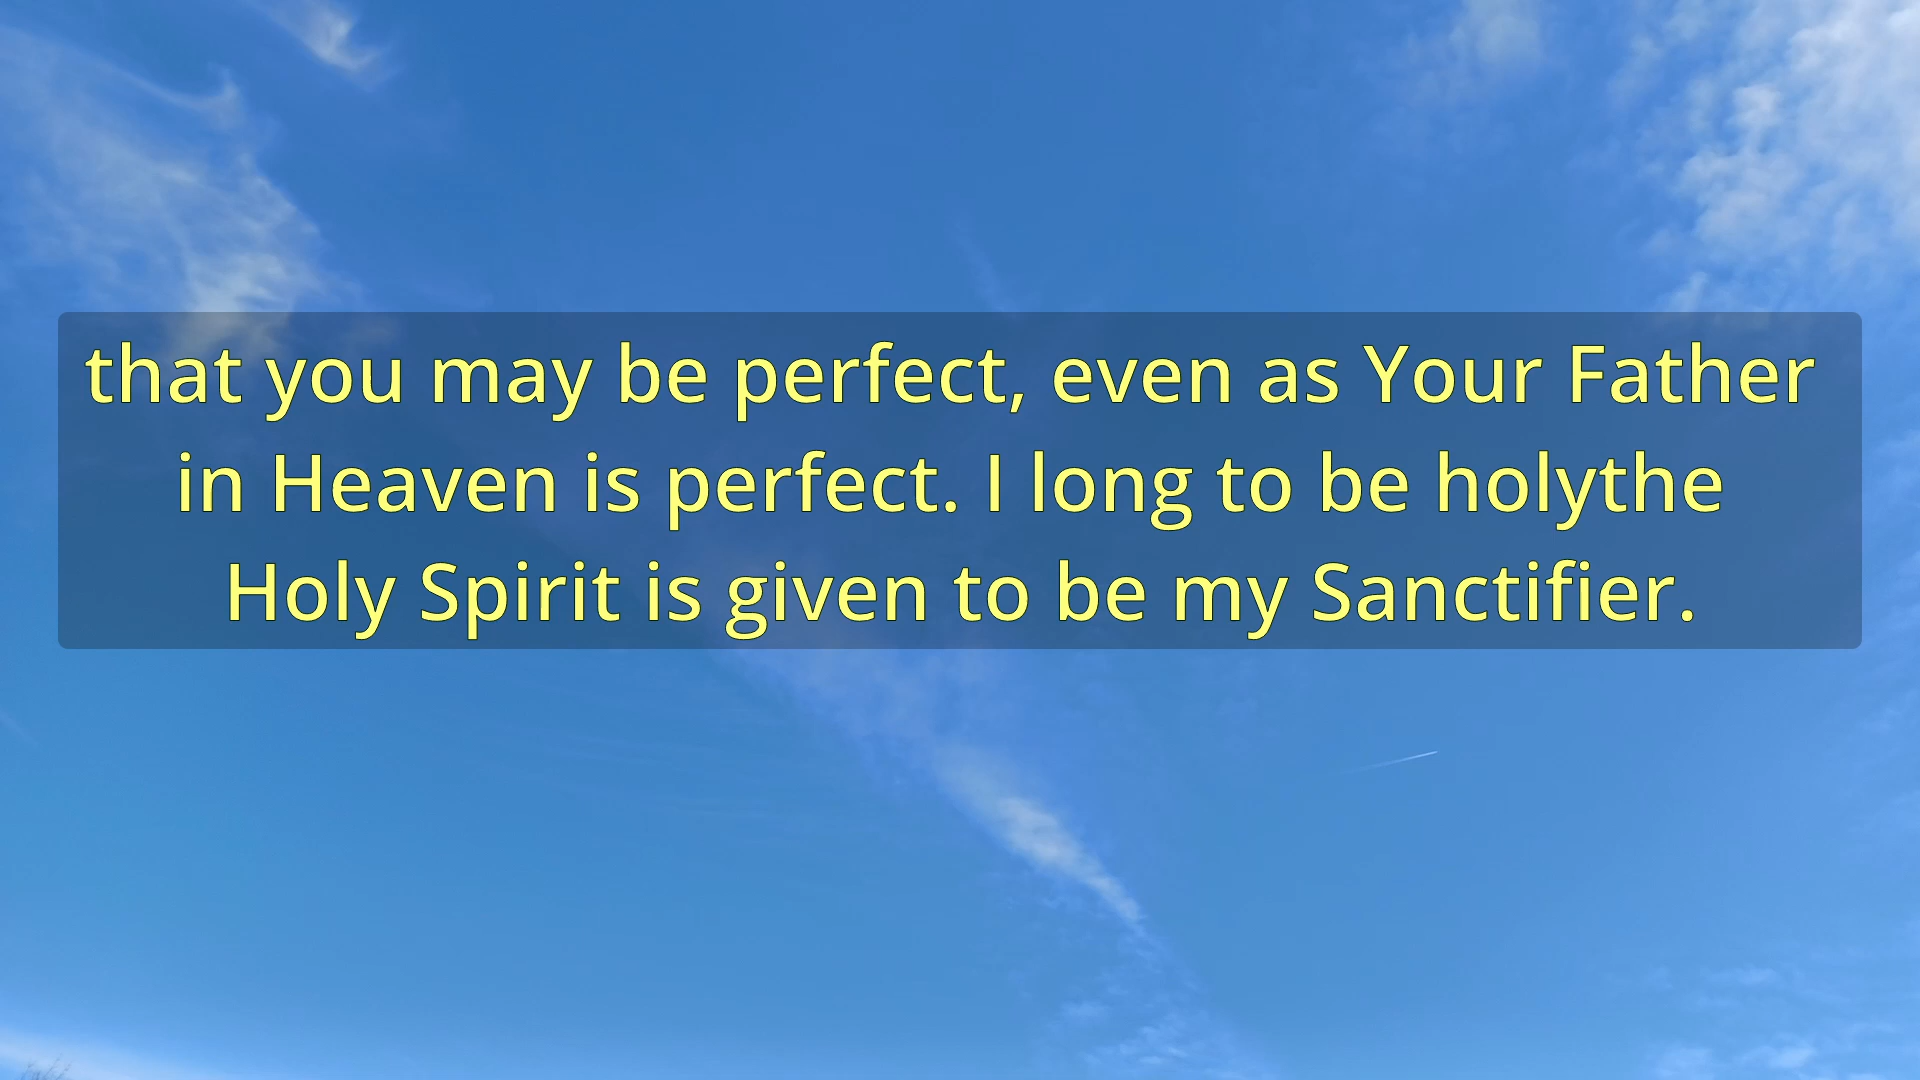 that you may be perfect, even as Your Father
in Heaven is perfect. I long to be holythe
Holy Spirit is given to be my Sanctifier.